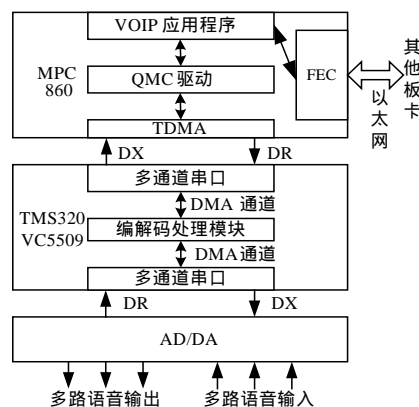 VOIP 应用程序
MPC
860
QMC 驱动
FEC
其他板卡
以太网
TDMA
DX
DR
多通道串口
DMA 通道
TMS320
VC5509
编解码处理模块
DMA通道
多通道串口
DR
DX
AD/DA
多路语音输出
多路语音输入